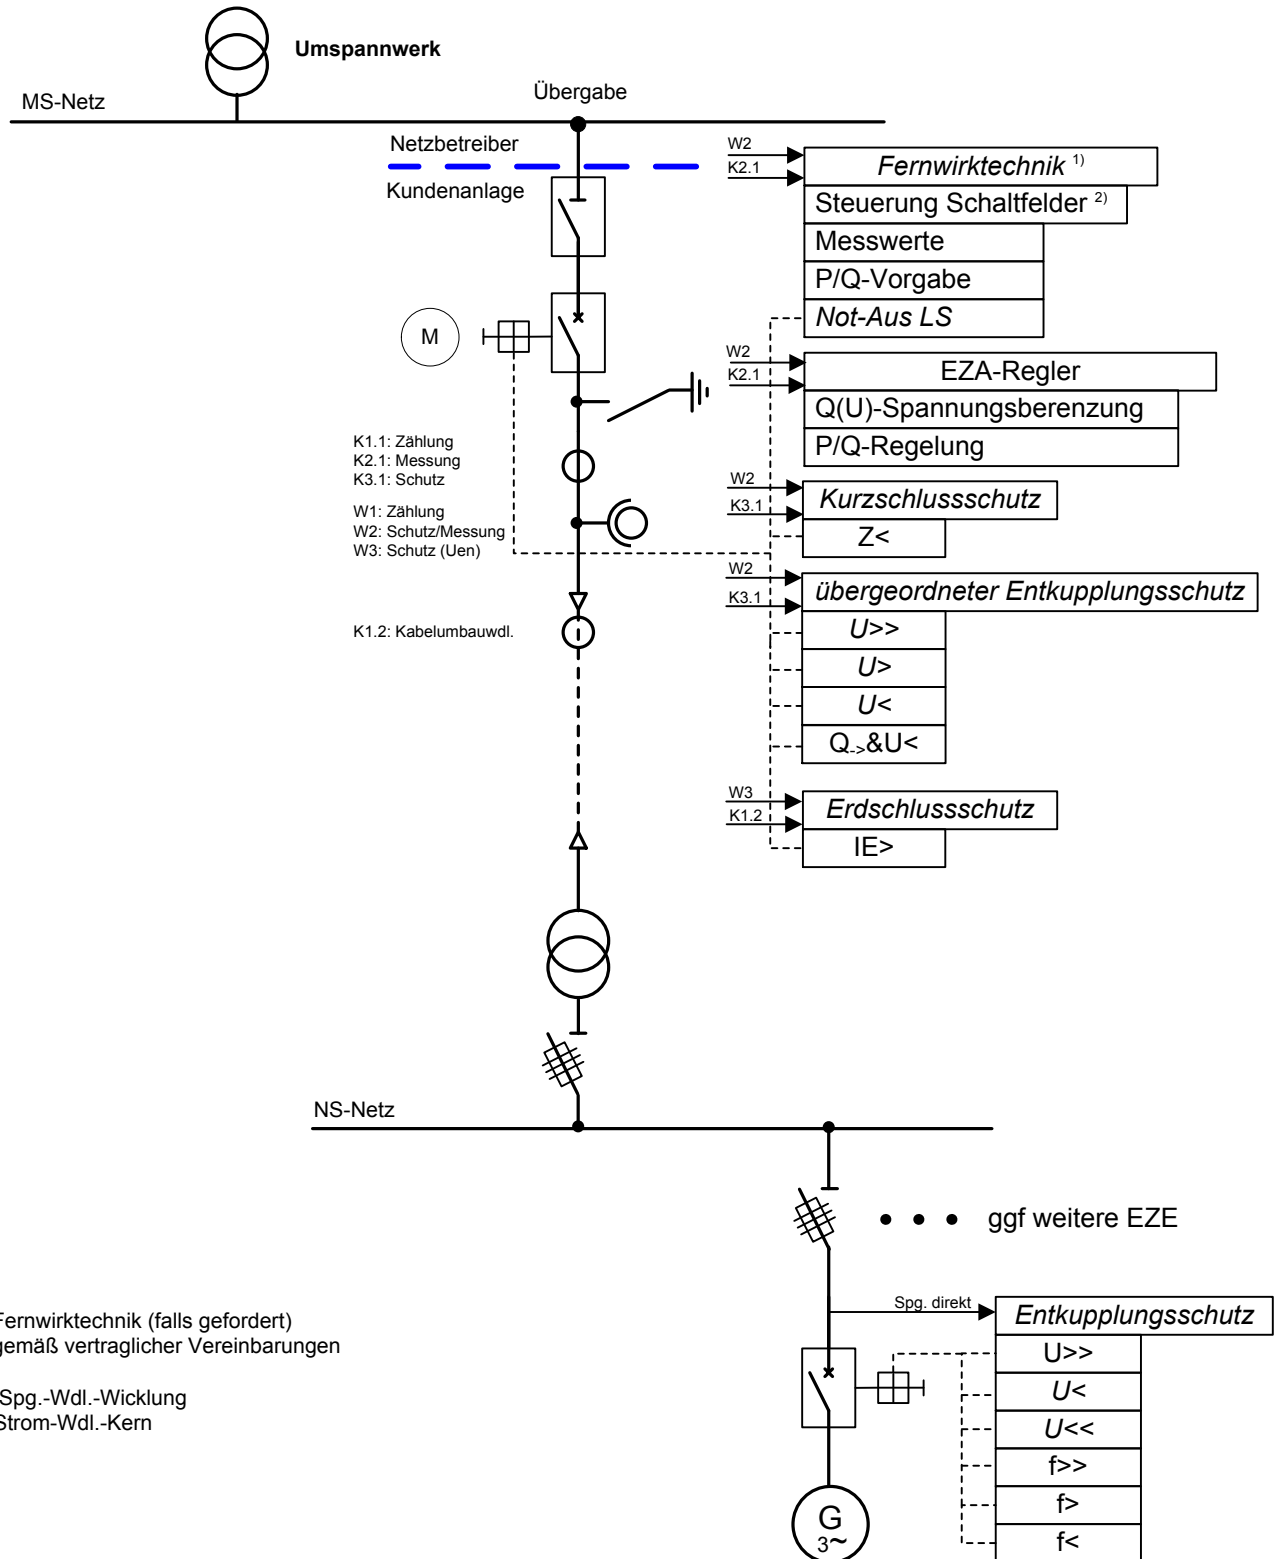 Umspannwerk
MS-Netz
Übergabe
Netzbetreiber
Kundenanlage
M
K1.1: Zählung
K2.1: Messung
K3.1: Schutz
W1: Zählung
W2: Schutz/Messung
W3: Schutz (Uen)
K1.2: Kabelumbauwdl.
W2
K2.1
Fernwirktechnik 1)
Steuerung Schaltfelder 2)
Messwerte
P/Q-Vorgabe
Not-Aus LS
W2
K2.1
EZA-Regler
Q(U)-Spannungsberenzung
P/Q-Regelung
W2
K3.1
Kurzschlussschutz
Z<
W2
K3.1
übergeordneter Entkupplungsschutz
U>>
U>
U<
Q->&U<
W3
K1.2
Erdschlussschutz
IE>
NS-Netz
ggf weitere EZE
Spg. direkt
Entkupplungsschutz
U>>
U<
U<<
f>>
f>
f<
G
3~
Fernwirktechnik (falls gefordert)
gemäß vertraglicher Vereinbarungen
Spg.-Wdl.-Wicklung
Strom-Wdl.-Kern